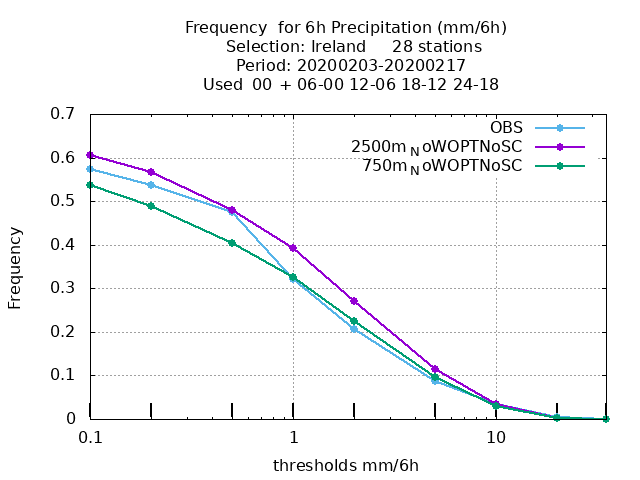 Frequency  for 6h Precipitation (mm/6h)
Selection: Ireland     28 stations
Period: 20200203-20200217
Used  00  + 06-00 12-06 18-12 24-18
0.7
0.6
0.5
0.4
0.3
0.2
0.1
0
Frequency
OBS
2500m_NoWOPTNoSC
750m_NoWOPTNoSC
0.1 1 10
thresholds mm/6h